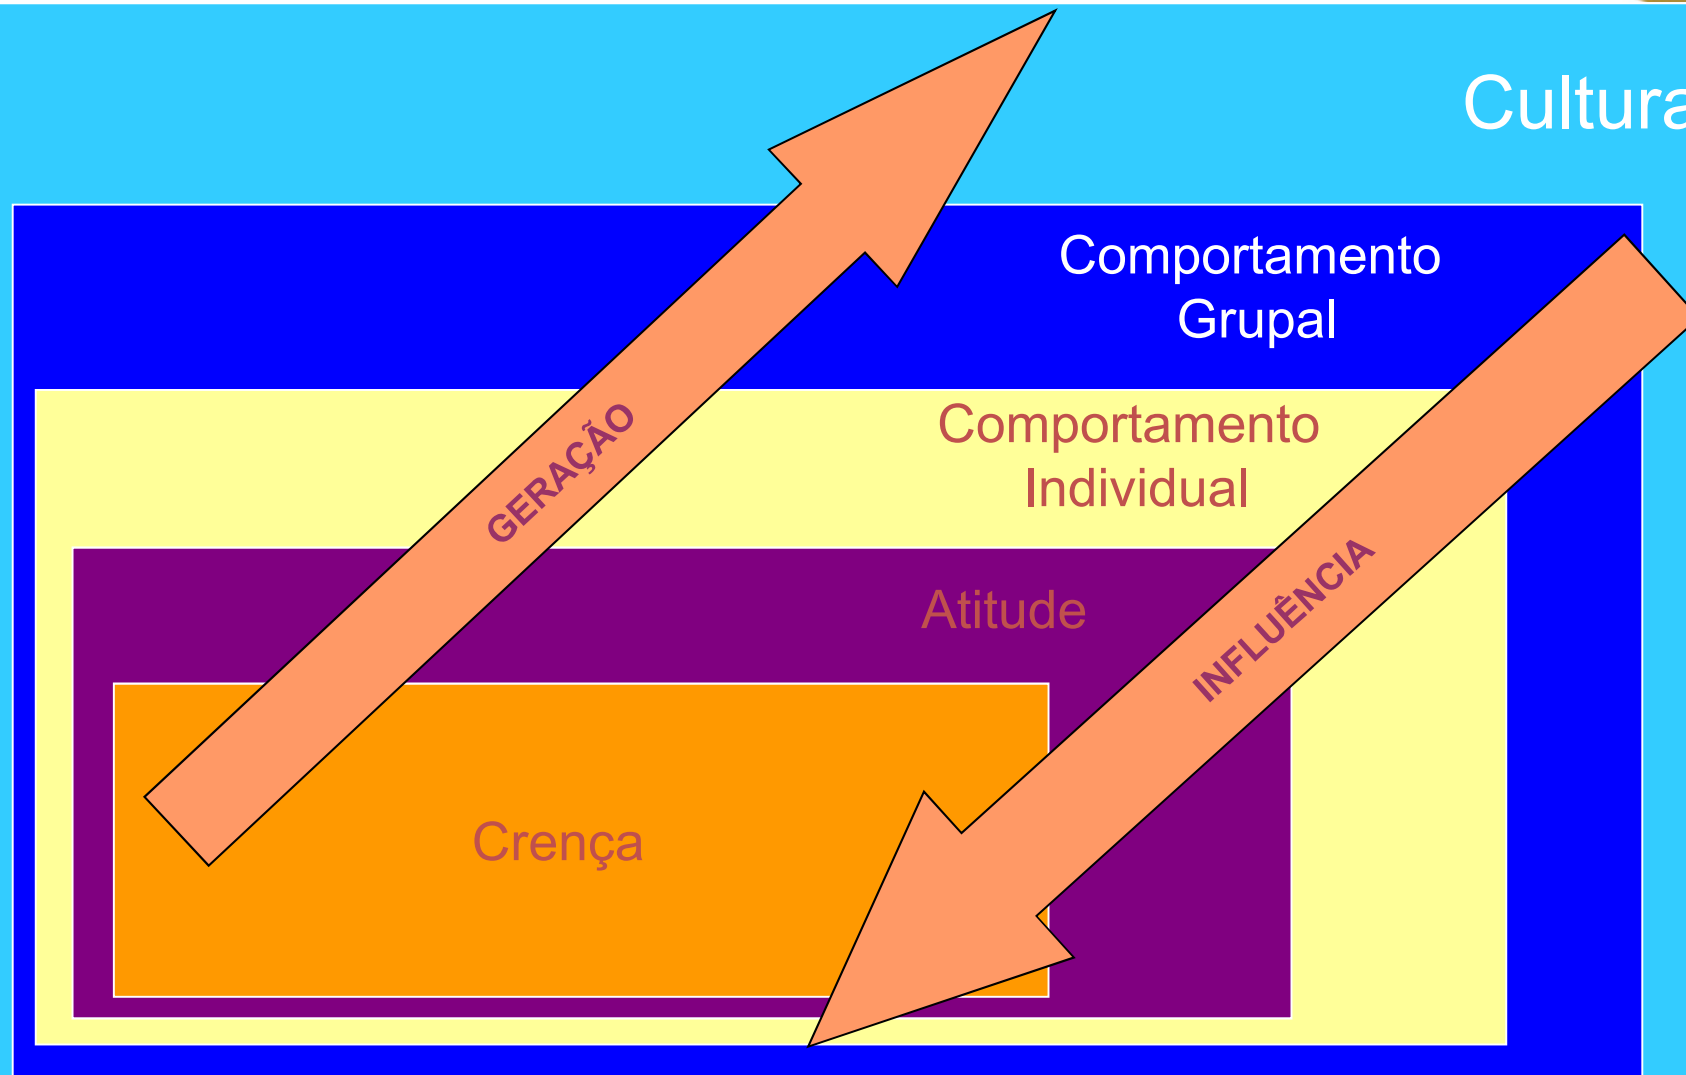 Cultura
Comportamento
Grupal
Comportamento
Individual
GERAÇÃO
INFLUÊNCIA
Atitude
Crença